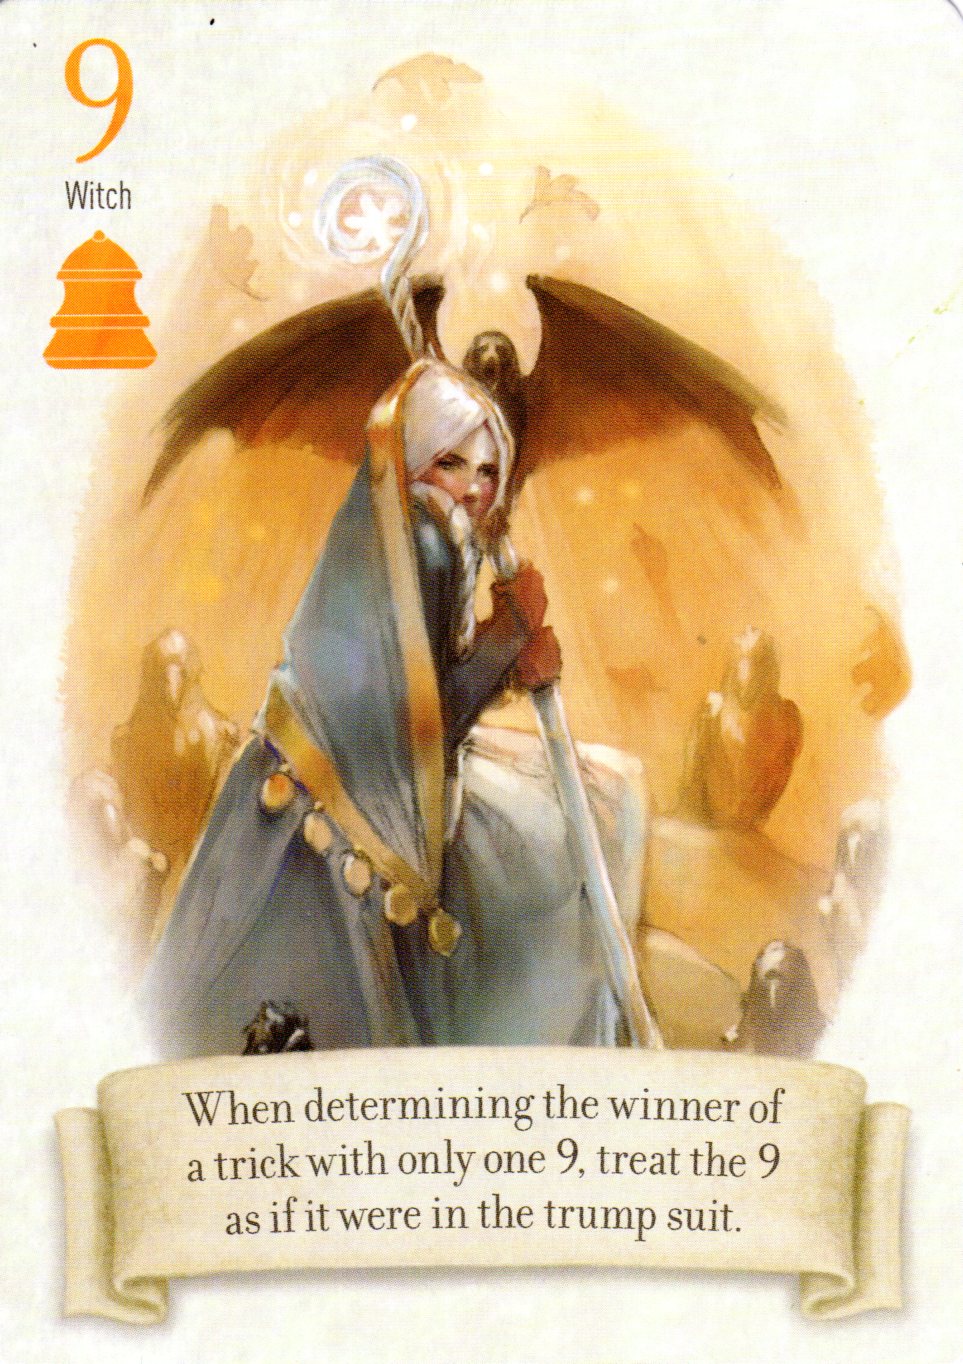 9
Witch
When determining the winner of
a trick with only one 9, treat the 9
as if it were in the trump suit.